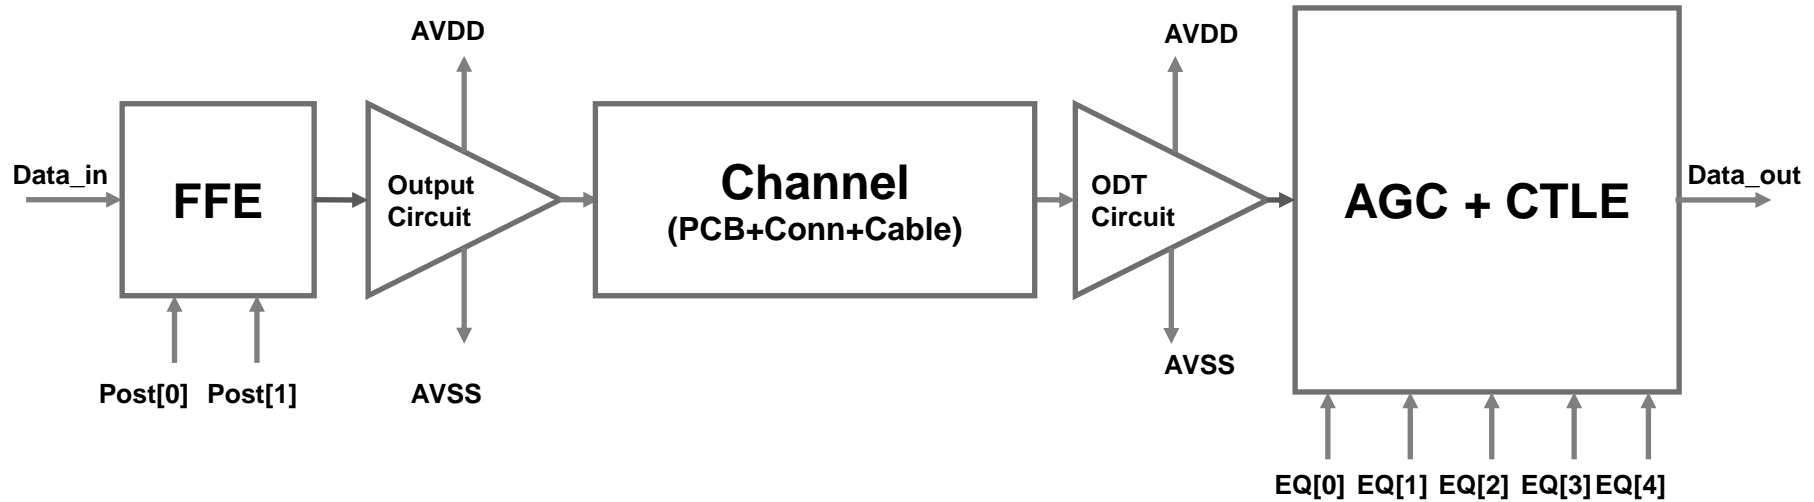 AVDD
AVDD
Data_in
FFE
Output
Circuit
Channel
(PCB+Conn+Cable)
ODT
Circuit
AGC + CTLE
Data_out
Post[0]
Post[1]
AVSS
AVSS
EQ[0]
EQ[1]
EQ[2]
EQ[3]
EQ[4]